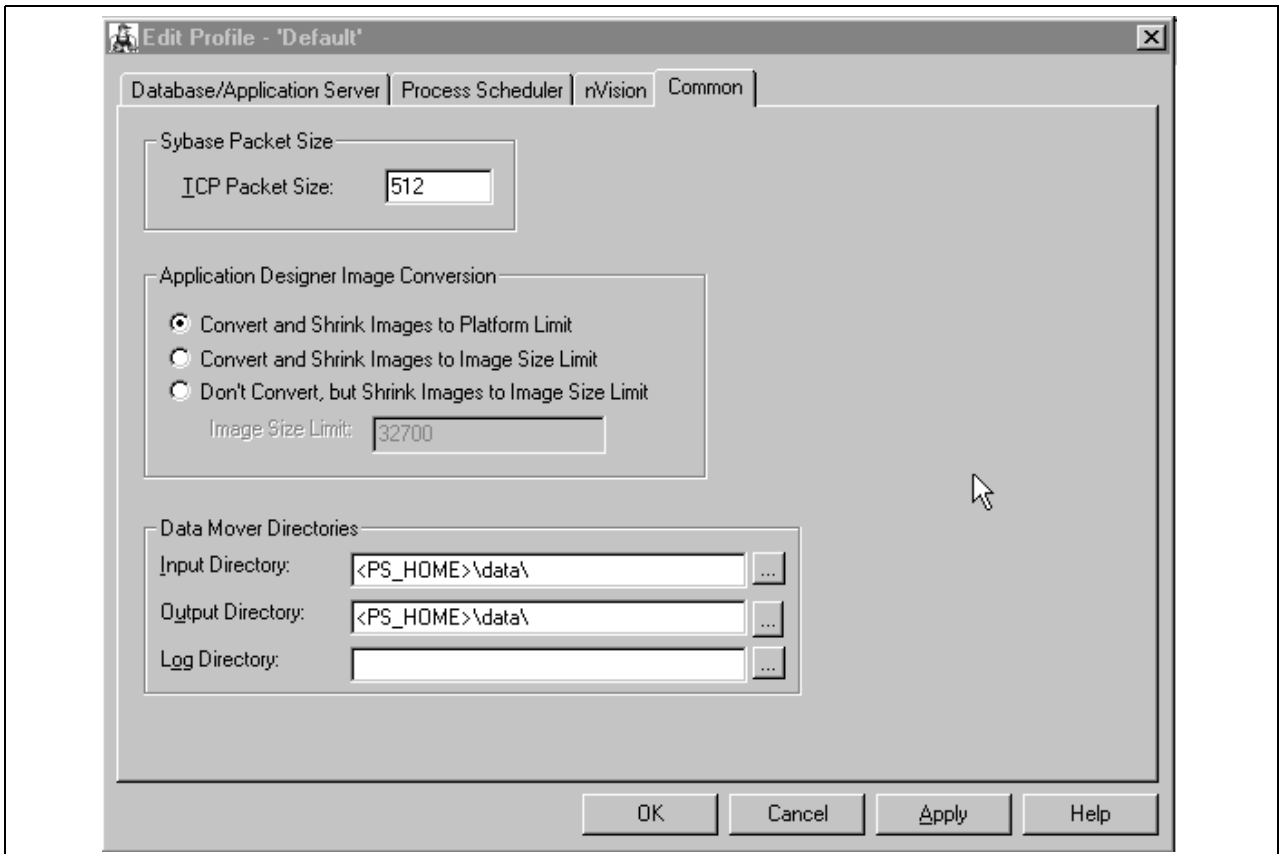 Edit Profile - 'Default'
Database/Application Server Process Scheduler nVision Common
Sybase Packet Size
TCP Packet Size: 512
Application Designer Image Conversion
Convert and Shrink Images to Platform Limit
Convert and Shrink Images to Image Size Limit
Don't Convert, but Shrink Images to Image Size Limit
Image Size Limit: 32700
Data Mover Directories
Input Directory: <PS_HOME>\data\ ...
Output Directory: <PS_HOME>\data\ ...
Log Directory: ...
OK Cancel Apply Help